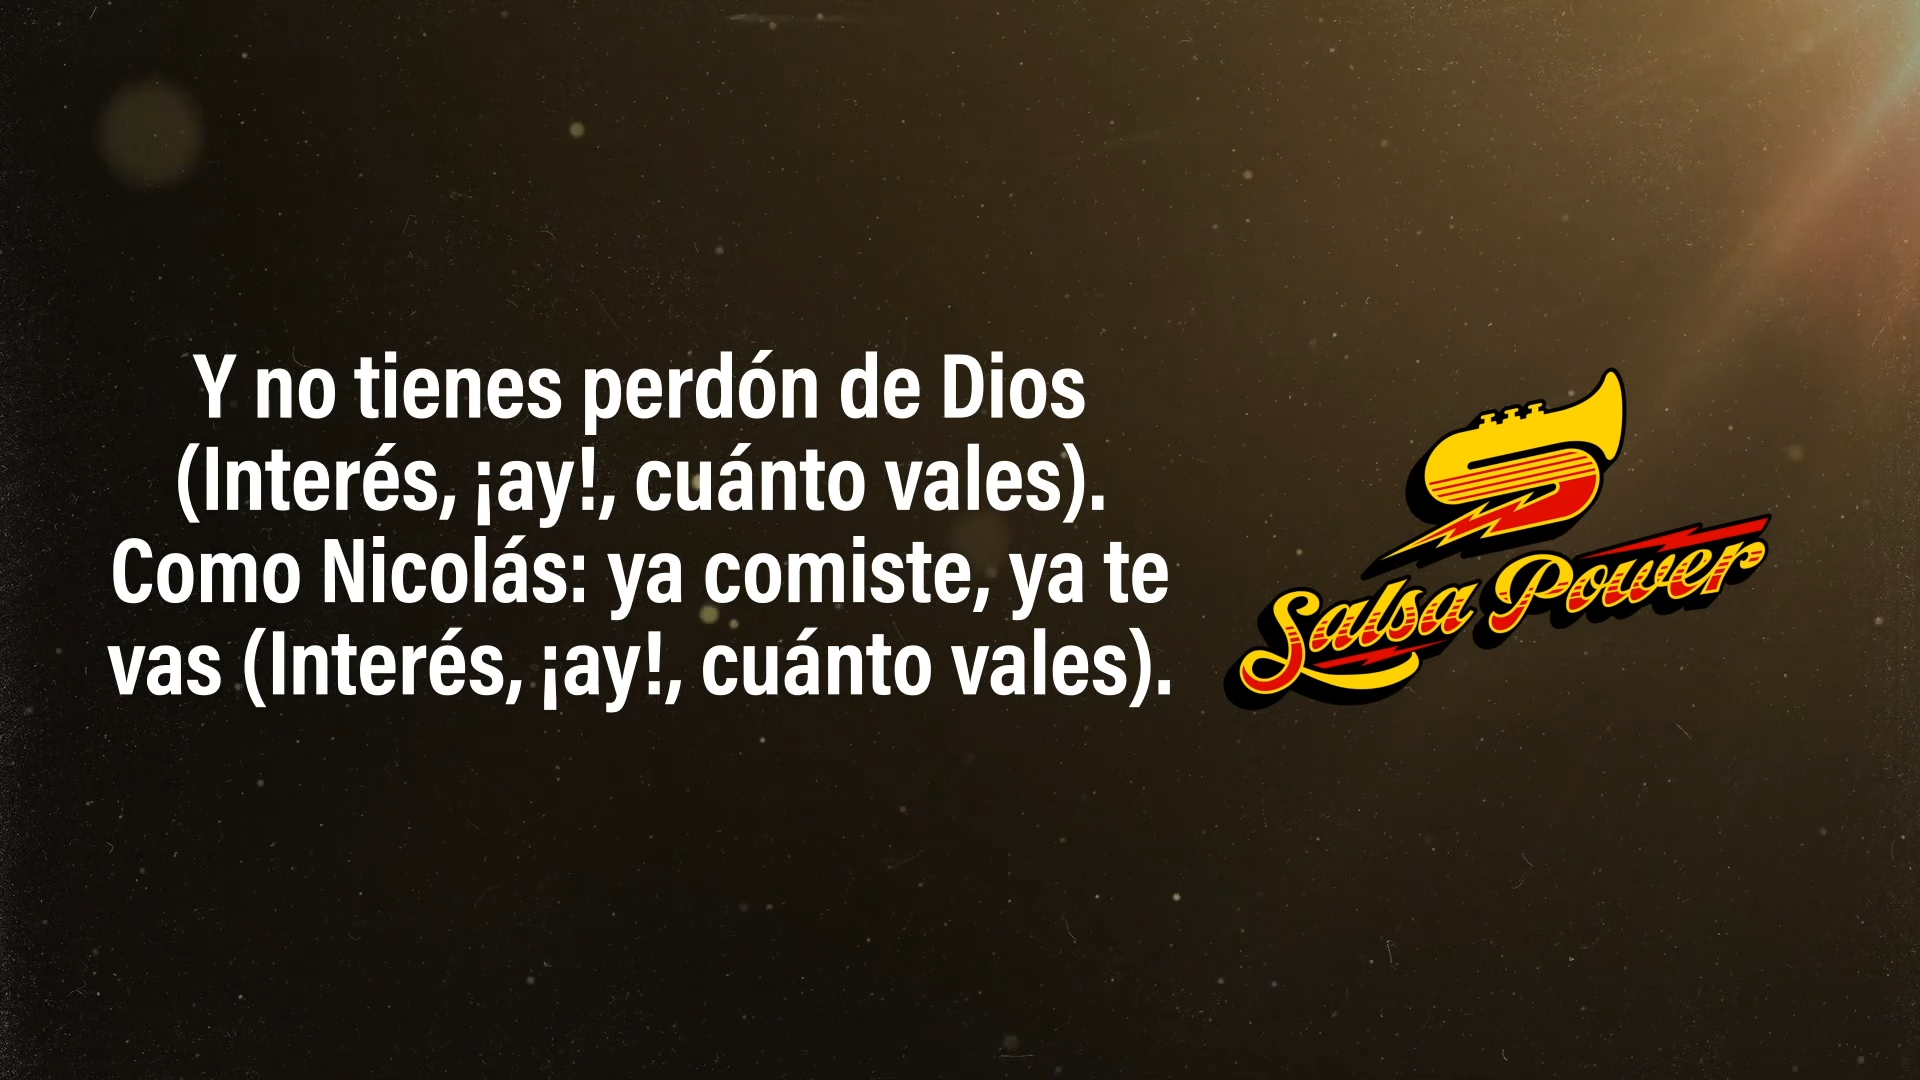 Y no tienes perdón de Dios
(Interés, ¡ay!, cuánto vales).
Como Nicolás: ya comiste, ya te
vas (Interés, ¡ay!, cuánto vales).
Salsa Power